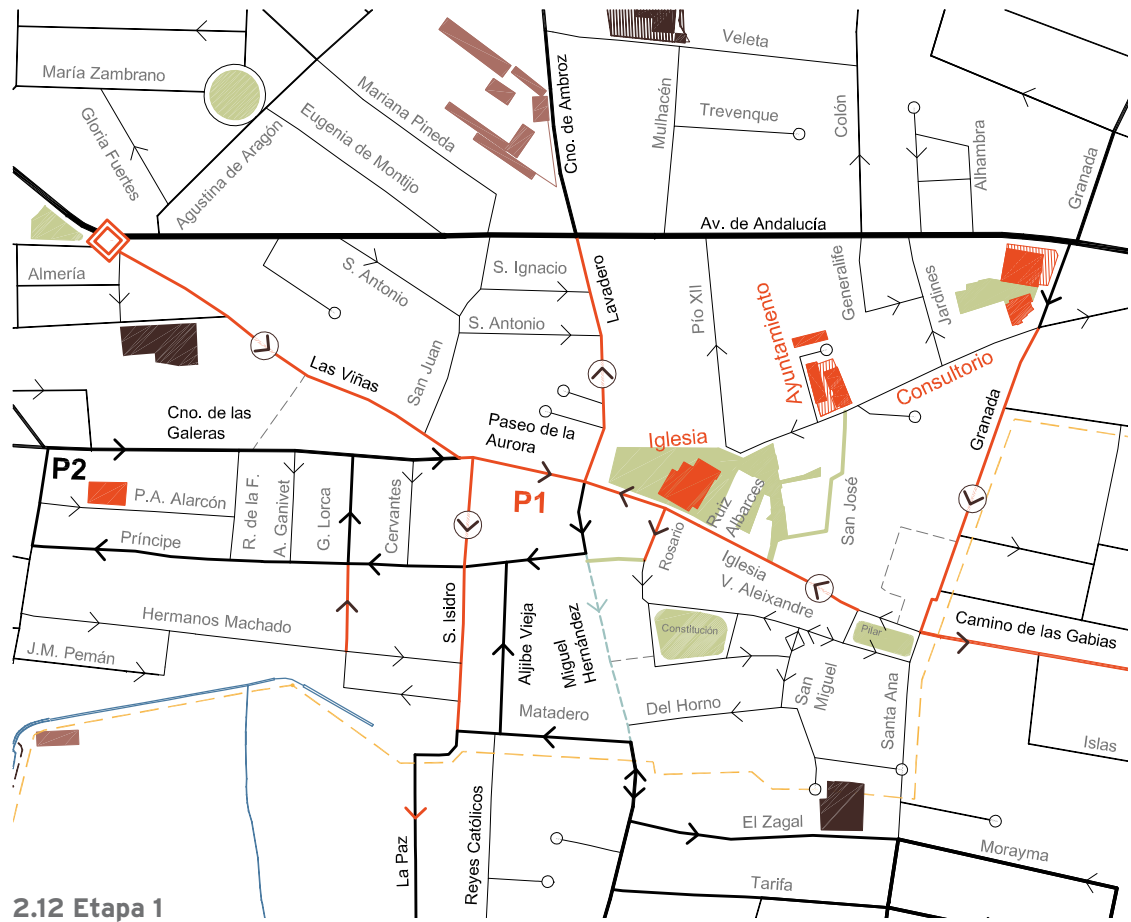 Veleta
María Zambrano
Mariana Pineda
Cno. de Ambroz
Mulhacén
Trevenque
Colón
Gloria Fuertes
Eugenia de Montijo
Agustina de Aragón
Alhambra
Granada
Av. de Andalucía
Almería
S. Antonio
S. Ignacio
Lavadero
Pío XII
Generalife
Jardines
S. Antonio
San Juan
Ayuntamiento
Las Viñas
Consultorio
Cno. de las
Galeras
Paseo de la
Aurora
Iglesia
Granada
P2
P1
P.A. Alarcón
R. de la F.
A. Ganivet
G. Lorca
Cervantes
Ruiz
Albarces
San José
Príncipe
Rosario
Iglesia
V. Aleixandre
Hermanos Machado
S. Isidro
Aljibe Vieja
Miguel
Hernández
Constitución
Pilar
Camino de las Gabias
J.M. Pemán
San
Miguel
Santa Ana
Matadero
Del Horno
Islas
La Paz
Reyes Católicos
El Zagal
Morayma
Tarifa
2.12 Etapa 1